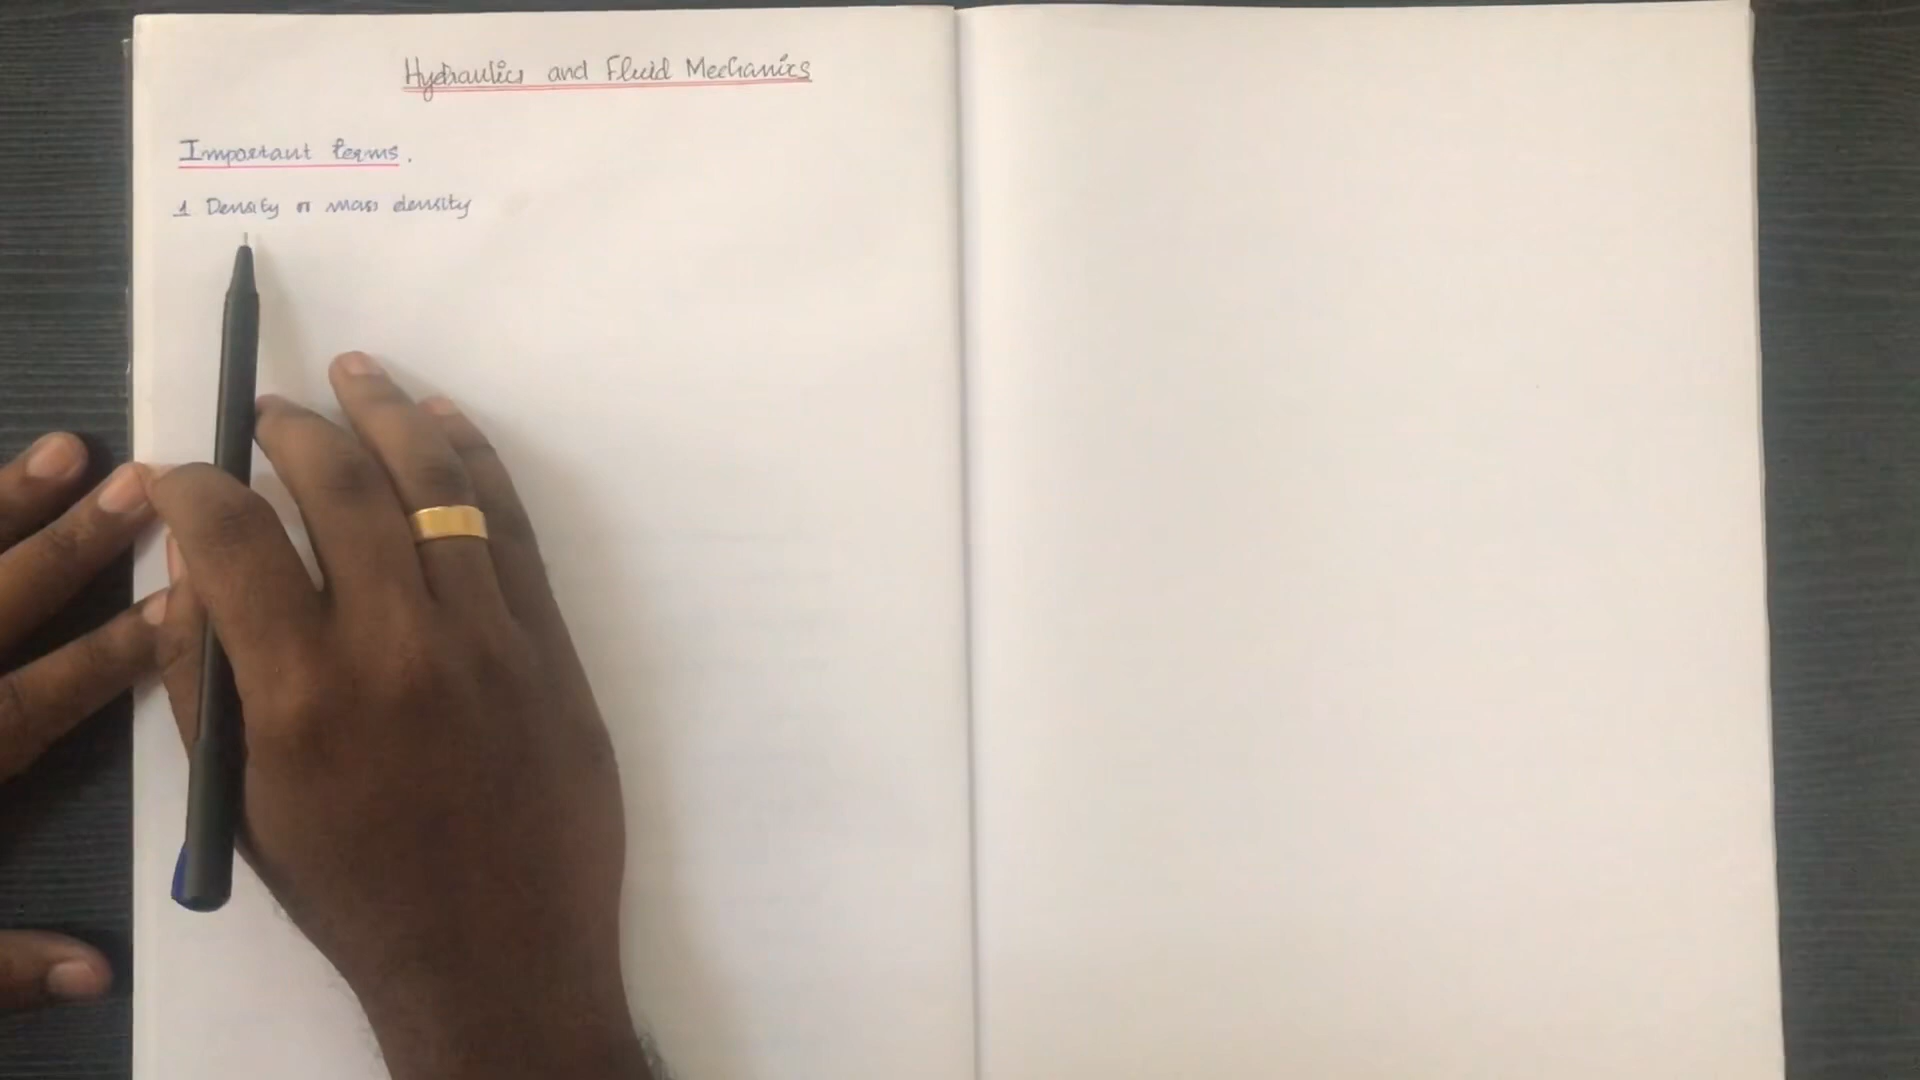 Hydraulics and Fluid Mechanics
Important terms.
1 Density or mass density